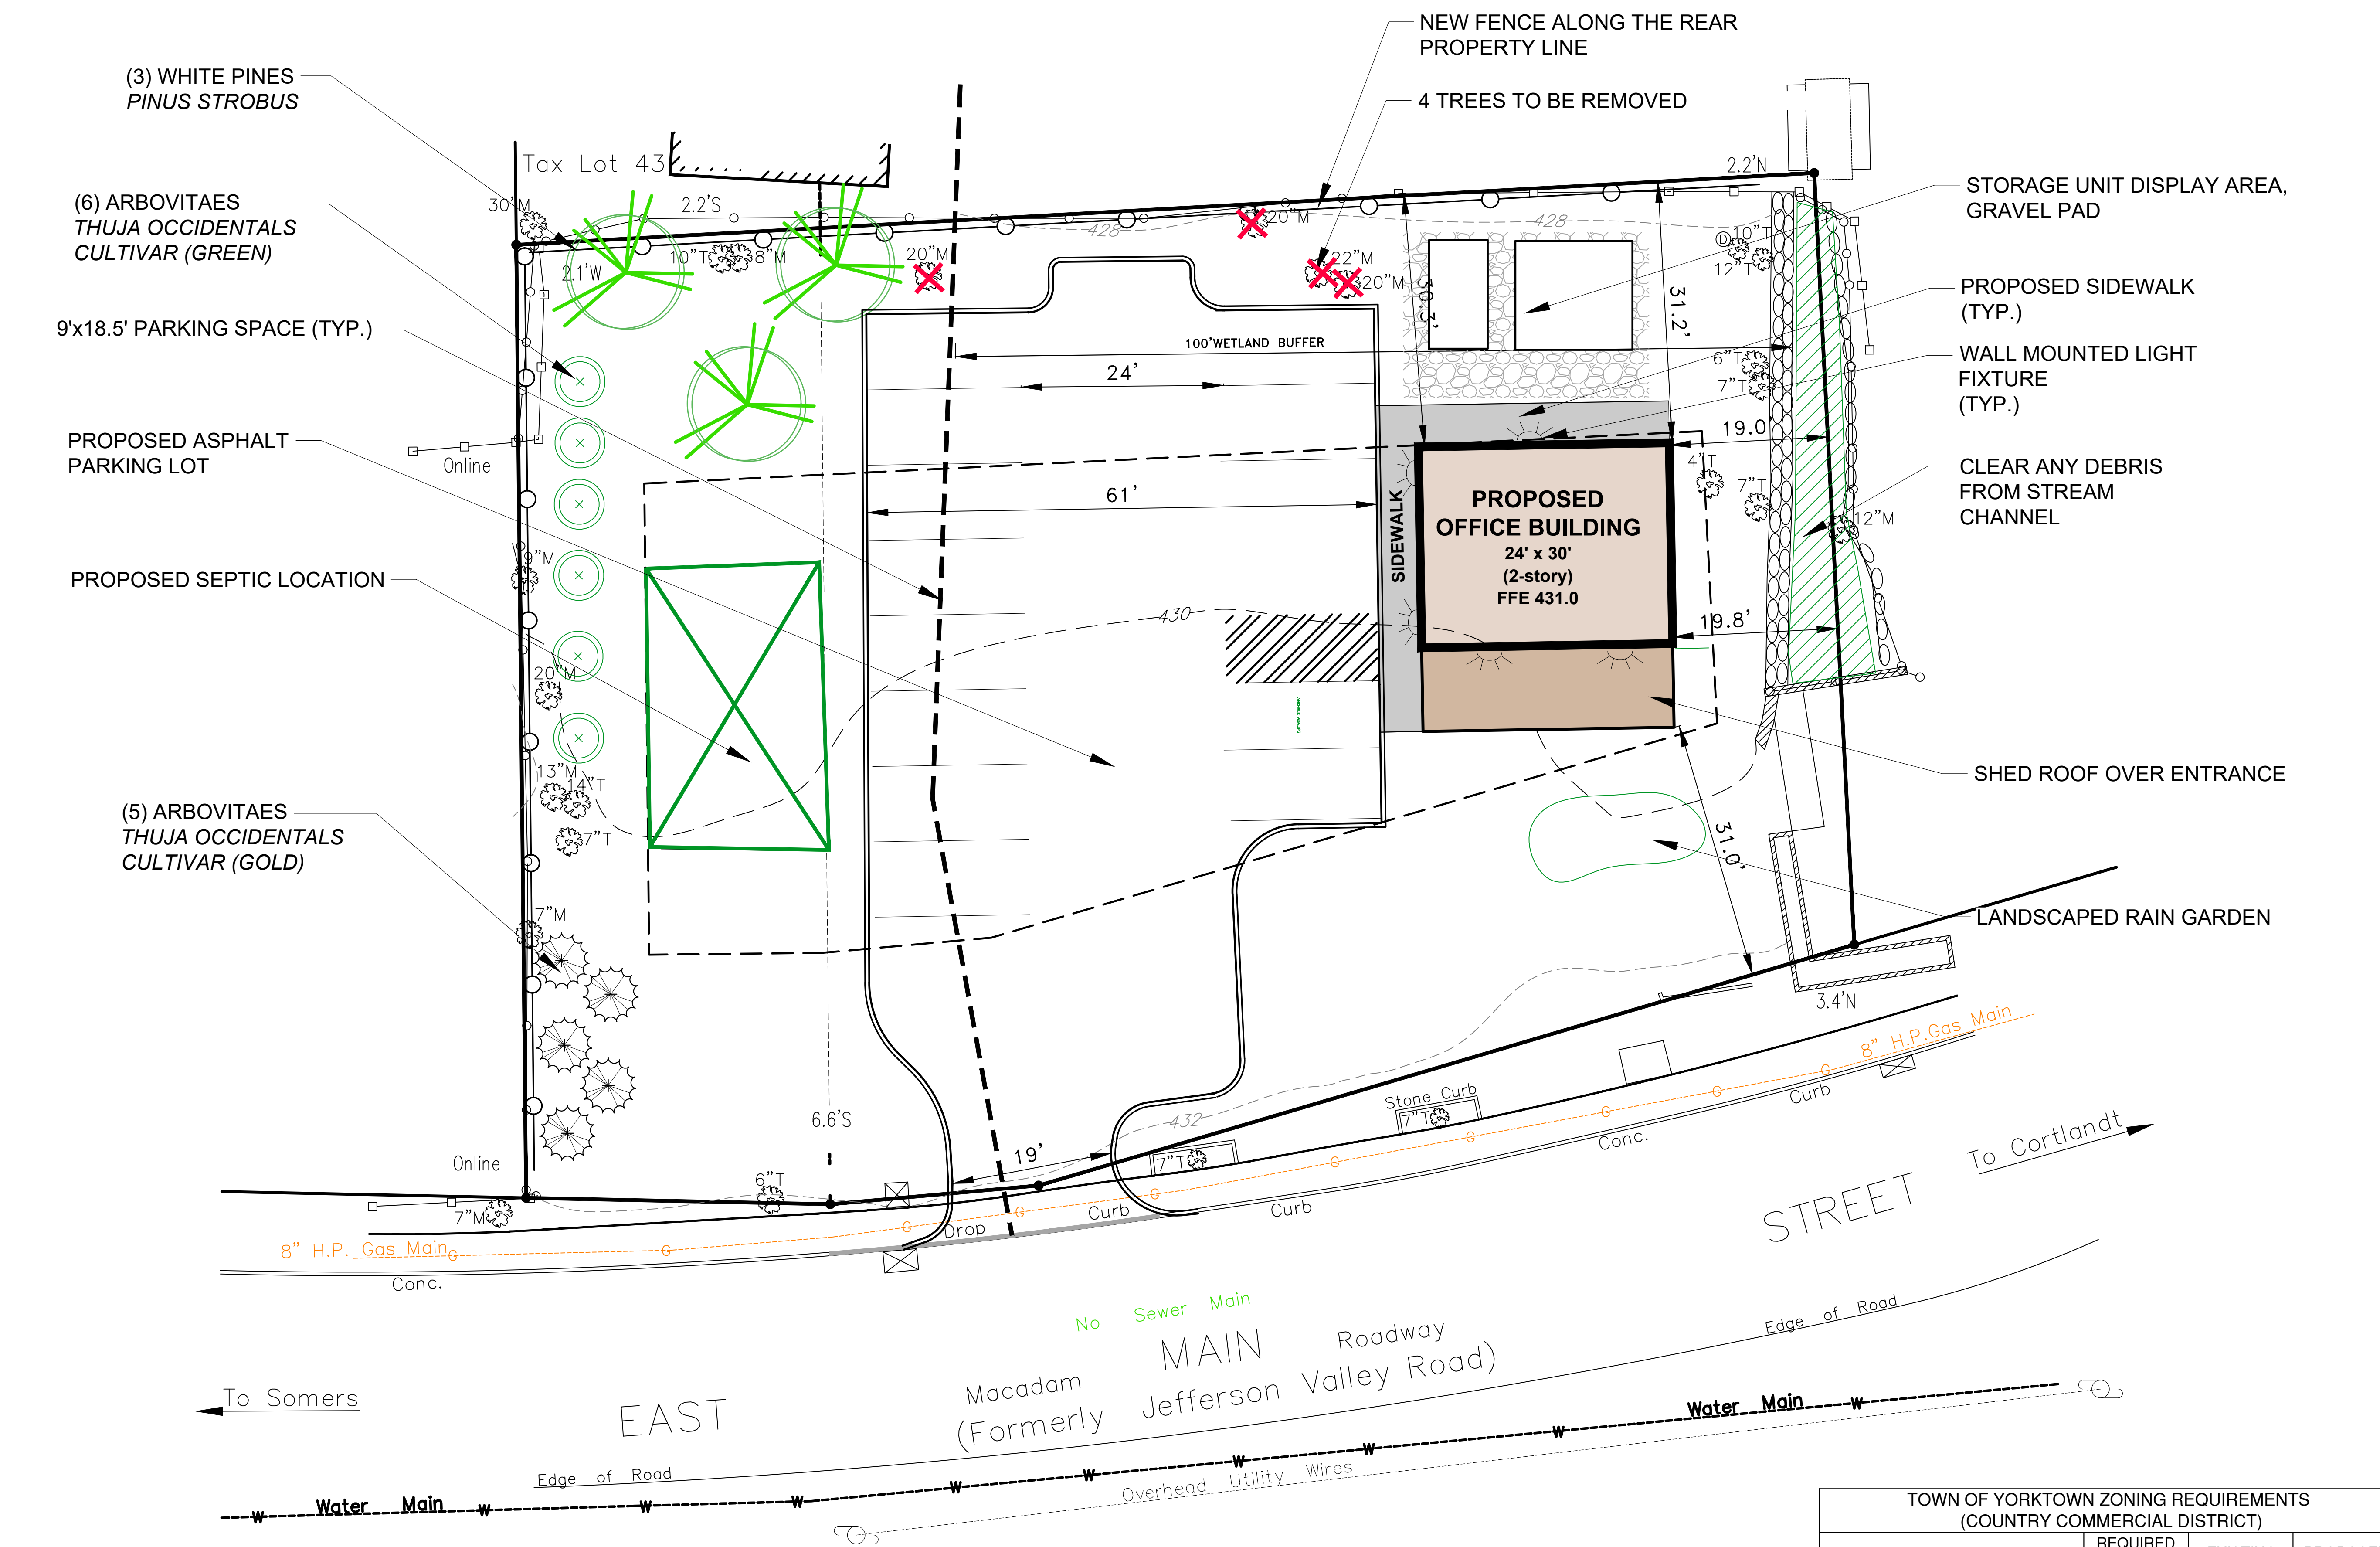 NEW FENCE ALONG THE REAR
PROPERTY LINE
4 TREES TO BE REMOVED
(3) WHITE PINES
PINUS STROBUS
(6) ARBOVITAES
THUJA OCCIDENTALS
CULTIVAR (GREEN)
9'x18.5' PARKING SPACE (TYP.)
PROPOSED ASPHALT
PARKING LOT
PROPOSED SEPTIC LOCATION
(5) ARBOVITAES
THUJA OCCIDENTALS
CULTIVAR (GOLD)
STORAGE UNIT DISPLAY AREA,
GRAVEL PAD
PROPOSED SIDEWALK
(TYP.)
WALL MOUNTED LIGHT
FIXTURE
(TYP.)
CLEAR ANY DEBRIS
FROM STREAM
CHANNEL
SHED ROOF OVER ENTRANCE
LANDSCAPED RAIN GARDEN
Tax Lot 43
30'M
2.2'S
2.1'W
10"T
8"M
20"M
428
20"M
22"M
20"M
2.2'N
428
D
10"T
12"T
30.3'
31.2'
100'WETLAND BUFFER
24'
6"T
7"T
19.0'
Online
61'
SIDEWALK
PROPOSED
OFFICE BUILDING
24' x 30'
(2-story)
FFE 431.0
4"T
7"T
12"M
9"M
430
19.8'
20"M
13"M
14"T
7"T
31.0'
7"M
3.4'N
8" H.P.Gas Main
G
G
G
G
G
G
Stone Curb
7"T
Curb
Conc.
432
6.6'S
19'
7"T
Online
6"T
7"M
Curb
Curb
Drop
G
G
8" H.P. Gas Main
G
G
Conc.
To Cortlandt
STREET
No Sewer Main
MAIN
Roadway
Macadam
(Formerly Jefferson Valley Road)
EAST
To Somers
Edge of Road
Edge of Road
W Water Main W W W W W W W W Water Main W
Overhead Utility Wires
TOWN OF YORKTOWN ZONING REQUIREMENTS
(COUNTRY COMMERCIAL DISTRICT)
REQUIRED